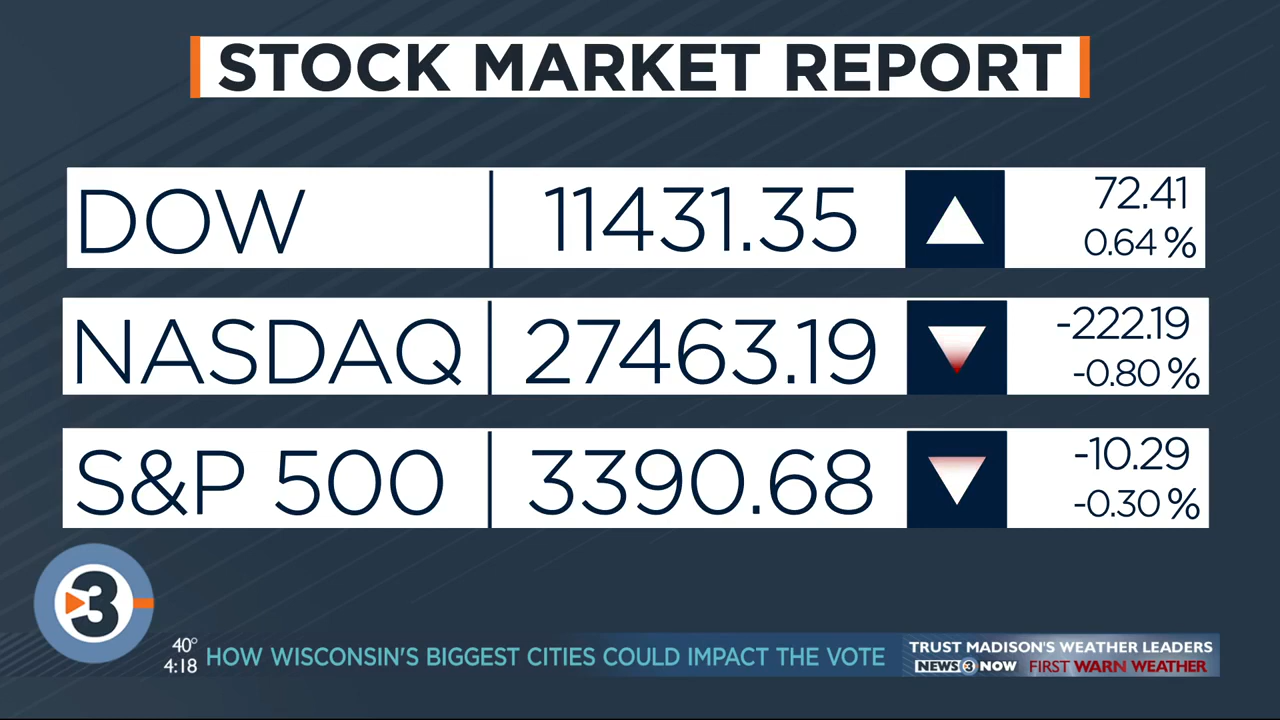 STOCK MARKET REPORT
DOW 11431.35 72.41
0.64 %
NASDAQ 27463.19 -222.19
-0.80 %
S&P 500 3390.68 -10.29
-0.30 %
3
40°
4:18
HOW WISCONSIN'S BIGGEST CITIES COULD IMPACT THE VOTE
TRUST MADISON'S WEATHER LEADERS
NEWS 3 NOW FIRST WARN WEATHER